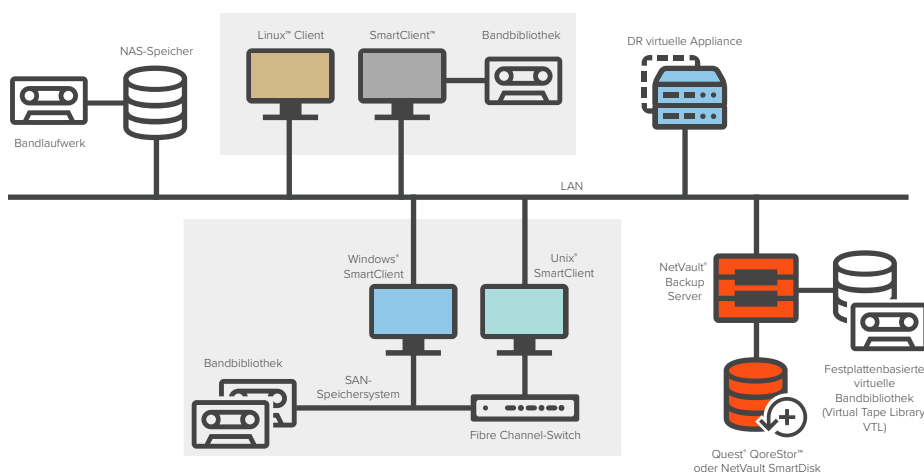 Linux™ Client
SmartClient™
Bandbibliothek
DR virtuelle Appliance
NAS-Speicher
Bandlaufwerk
LAN
Windows®
SmartClient
Unix®
SmartClient
NetVault®
Backup
Server
Bandbibliothek
SAN-
Speichersystem
Fibre Channel-Switch
Festplattenbasierte
virtuelle
Bandbibliothek
(Virtual Tape Library
VTL)
Quest® QoreStor™
oder NetVault SmartDisk